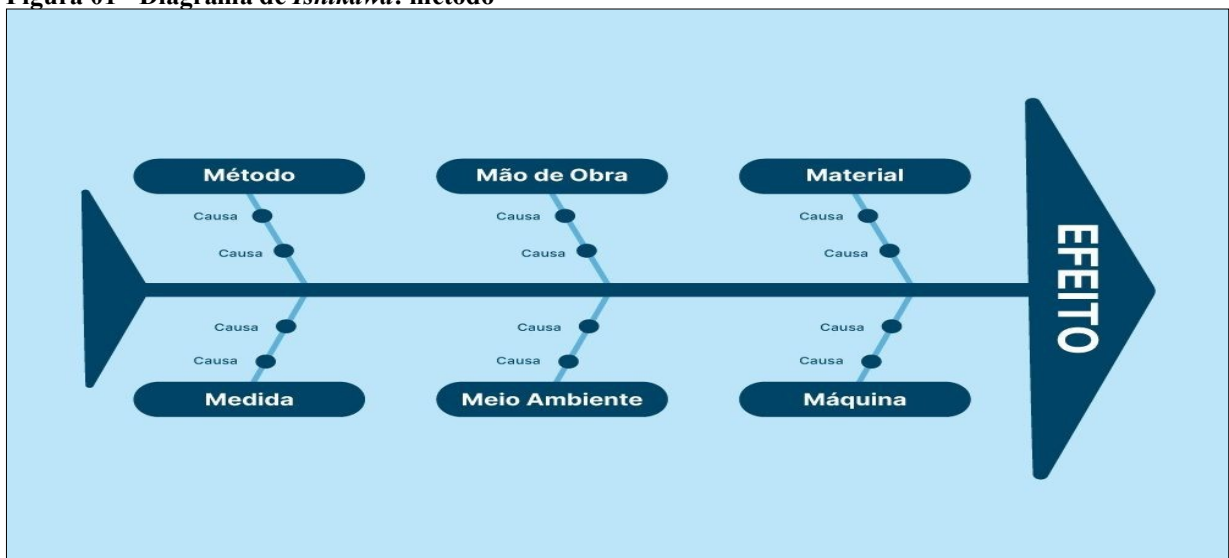 Figura 01 - Diagrama de Ishikawa: método
Método
Mão de Obra
Material
Causa
Causa
Causa
Causa
Causa
Causa
EFEITO
Causa
Causa
Causa
Causa
Causa
Causa
Medida
Meio Ambiente
Máquina